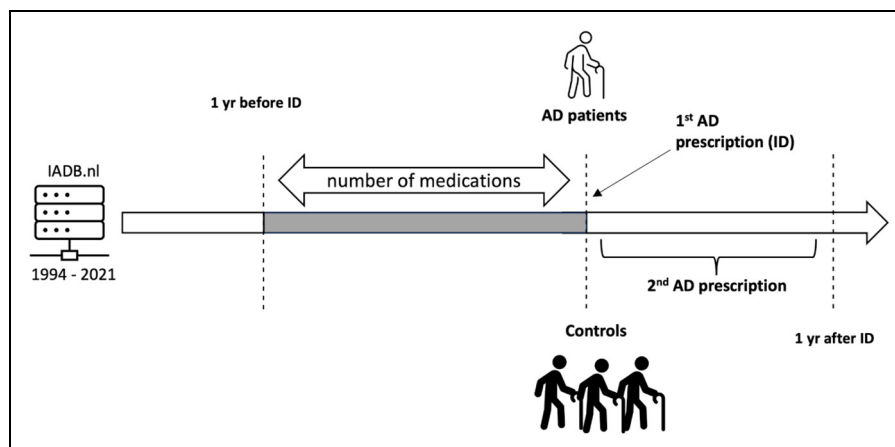 1 yr before ID
AD patients
1st AD
prescription (ID)
IADB.nl
number of medications
1994 - 2021
2nd AD prescription
Controls
1 yr after ID